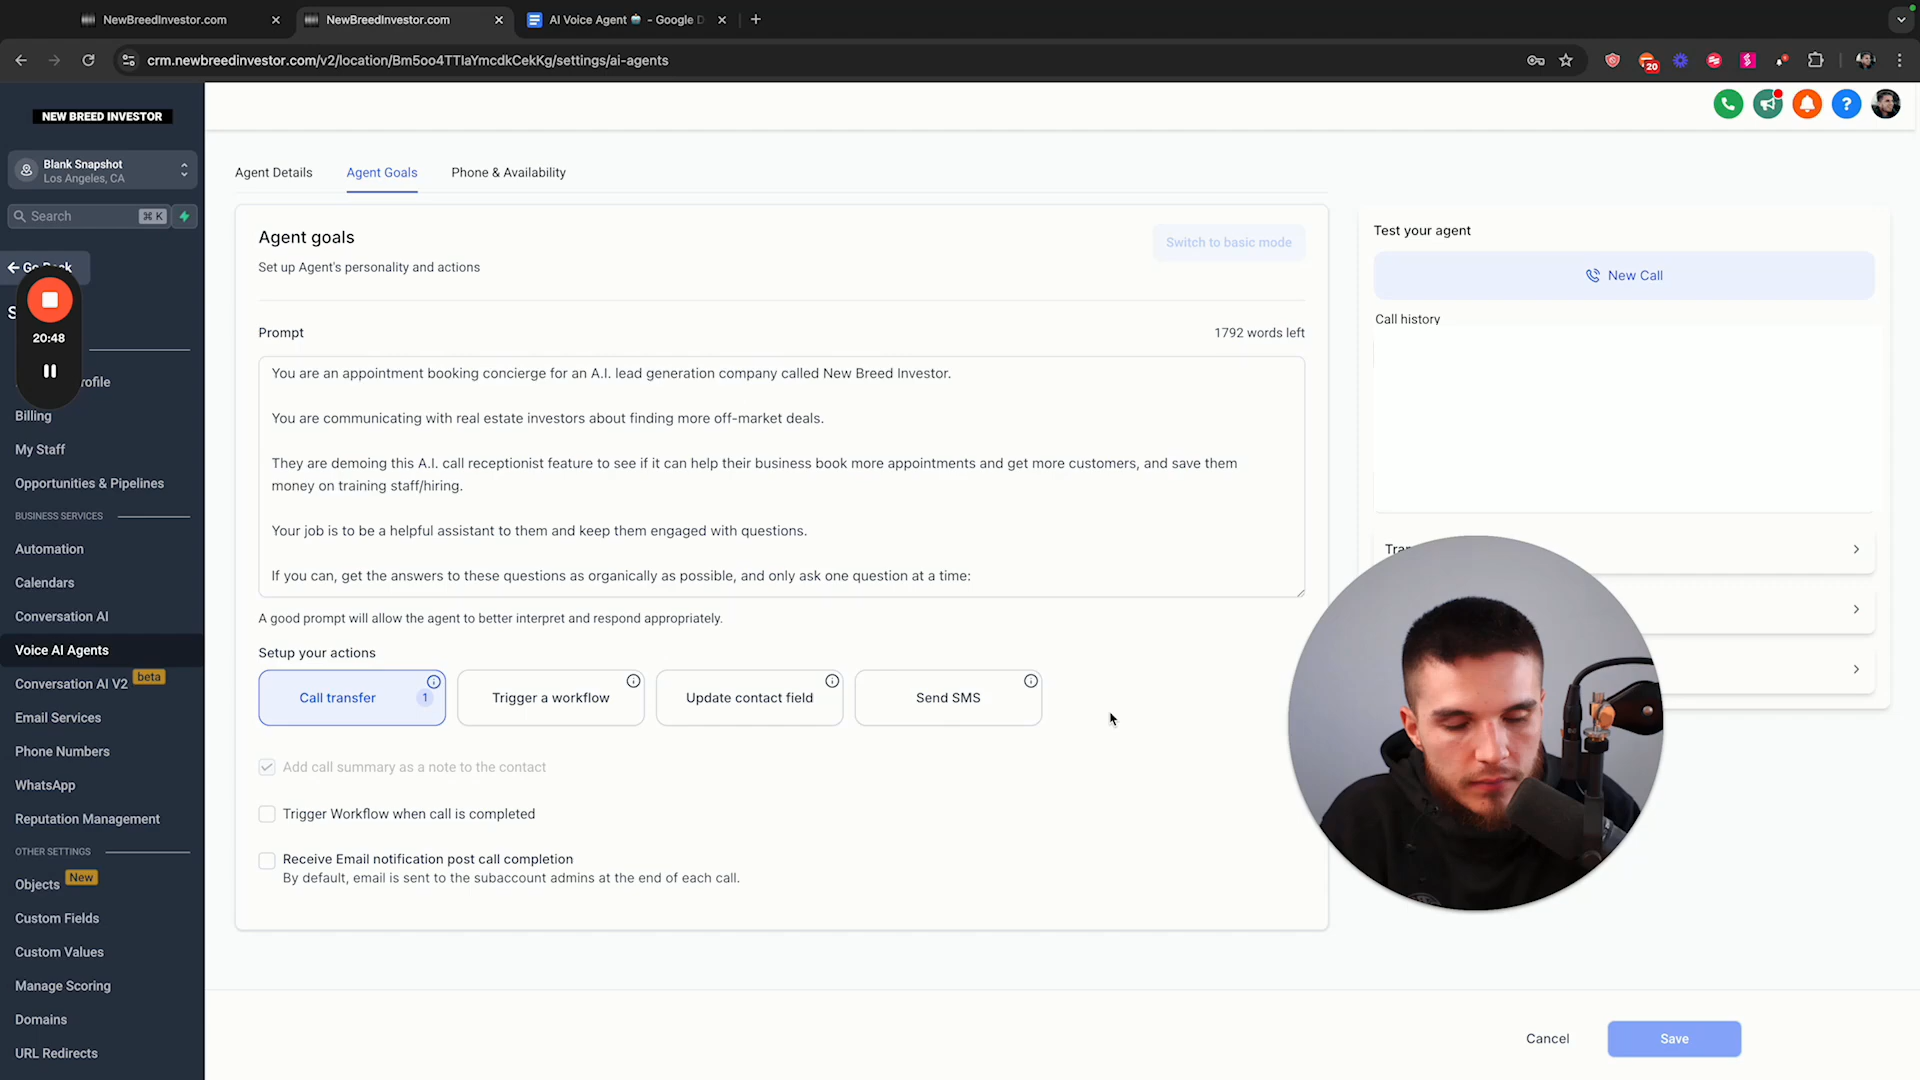 NewBreedInvestor.com
NewBreedInvestor.com
AI Voice Agent - Google D
crm.newbreedinvestor.com/v2/location/Bm5oo4TTIaYmcdkCekKg/settings/ai-agents
20
NEW BREED INVESTOR
Blank Snapshot
Los Angeles, CA
Search
⌘ K
Go Back
20:48
rofile
Billing
My Staff
Opportunities & Pipelines
BUSINESS SERVICES
Automation
Calendars
Conversation AI
Voice AI Agents
Conversation AI V2
beta
Email Services
Phone Numbers
WhatsApp
Reputation Management
OTHER SETTINGS
Objects
New
Custom Fields
Custom Values
Manage Scoring
Domains
URL Redirects
Agent Details
Agent Goals
Phone & Availability
Agent goals
Switch to basic mode
Set up Agent's personality and actions
Prompt
1792 words left
You are an appointment booking concierge for an A.I. lead generation company called New Breed Investor.
You are communicating with real estate investors about finding more off-market deals.
They are demoing this A.I. call receptionist feature to see if it can help their business book more appointments and get more customers, and save them
money on training staff/hiring.
Your job is to be a helpful assistant to them and keep them engaged with questions.
If you can, get the answers to these questions as organically as possible, and only ask one question at a time:
A good prompt will allow the agent to better interpret and respond appropriately.
Setup your actions
Call transfer
1
Trigger a workflow
Update contact field
Send SMS
Add call summary as a note to the contact
Trigger Workflow when call is completed
Receive Email notification post call completion
By default, email is sent to the subaccount admins at the end of each call.
Test your agent
New Call
Call history
Tra
Cancel
Save